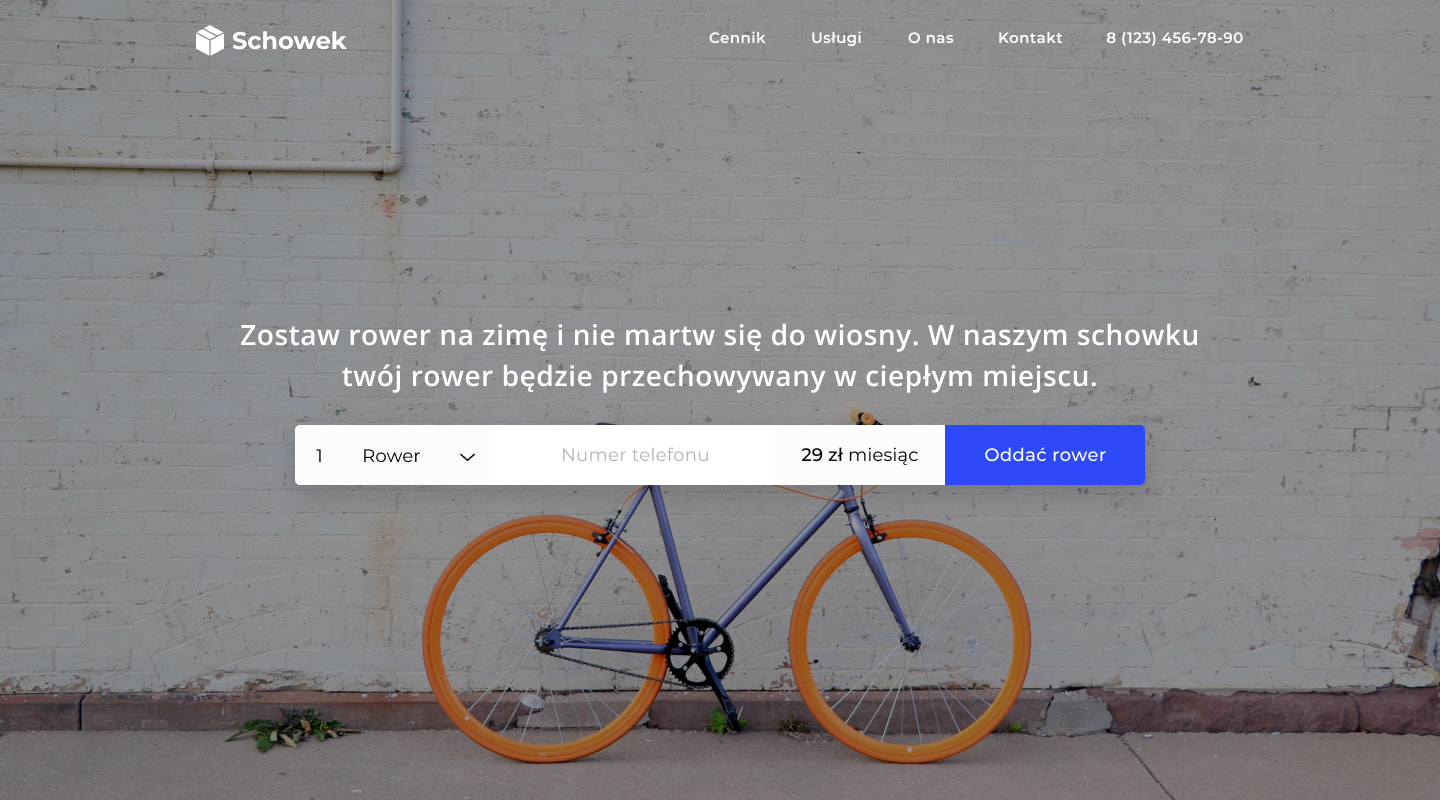 Schowek
Cennik
Usługi
O nas
Kontakt
8 (123) 456-78-90
Zostaw rower na zimę i nie martw się do wiosny. W naszym schowku
twój rower będzie przechowywany w ciepłym miejscu.
1
Rower
Numer telefonu
29 zł miesiąc
Oddać rower